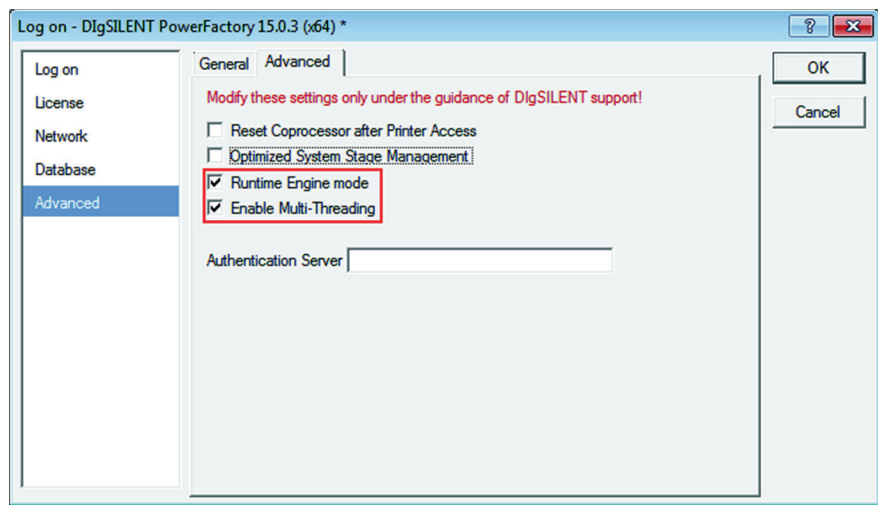 Log on - DIgSILENT PowerFactory 15.0.3 (x64) *
Log on
License
Network
Database
Advanced
General Advanced
Modify these settings only under the guidance of DIgSILENT support!
Reset Coprocessor after Printer Access
Optimized System Stage Management
Runtime Engine mode
Enable Multi-Threading
Authentication Server
OK
Cancel